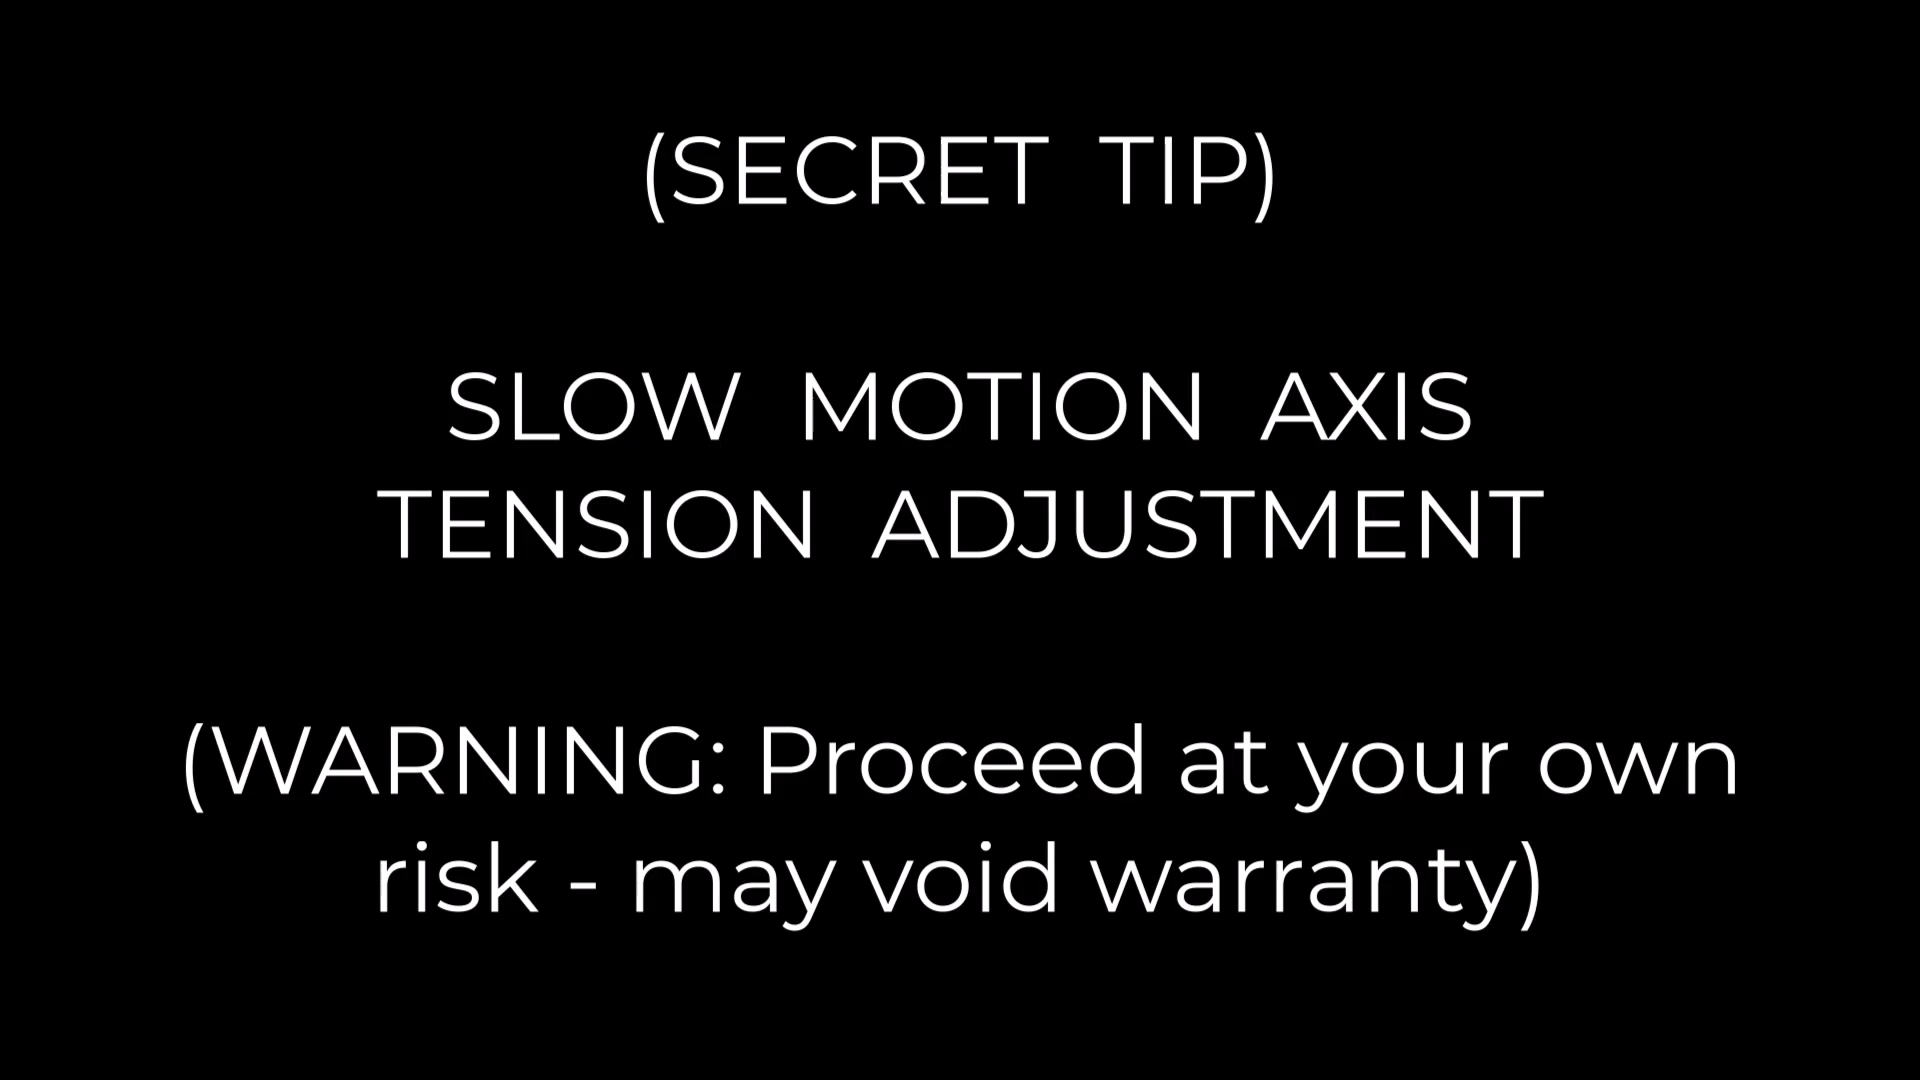 (SECRET TIP)
SLOW MOTION AXIS
TENSION ADJUSTMENT
(WARNING: Proceed at your own
risk - may void warranty)